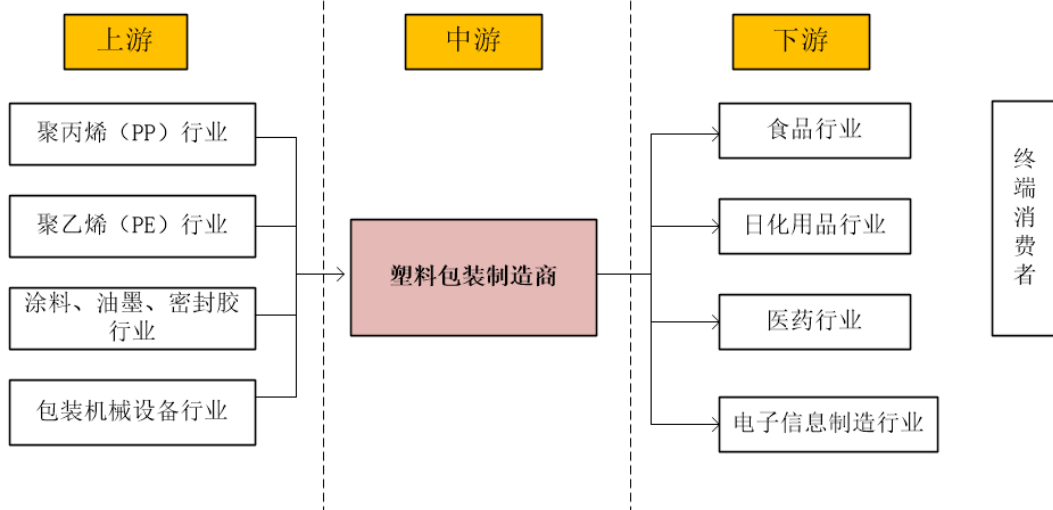 上游
中游
下游
聚丙烯（PP）行业
聚乙烯（PE）行业
涂料、油墨、密封胶
行业
包装机械设备行业
塑料包装制造商
食品行业
日化用品行业
医药行业
电子信息制造行业
终
端
消
费
者